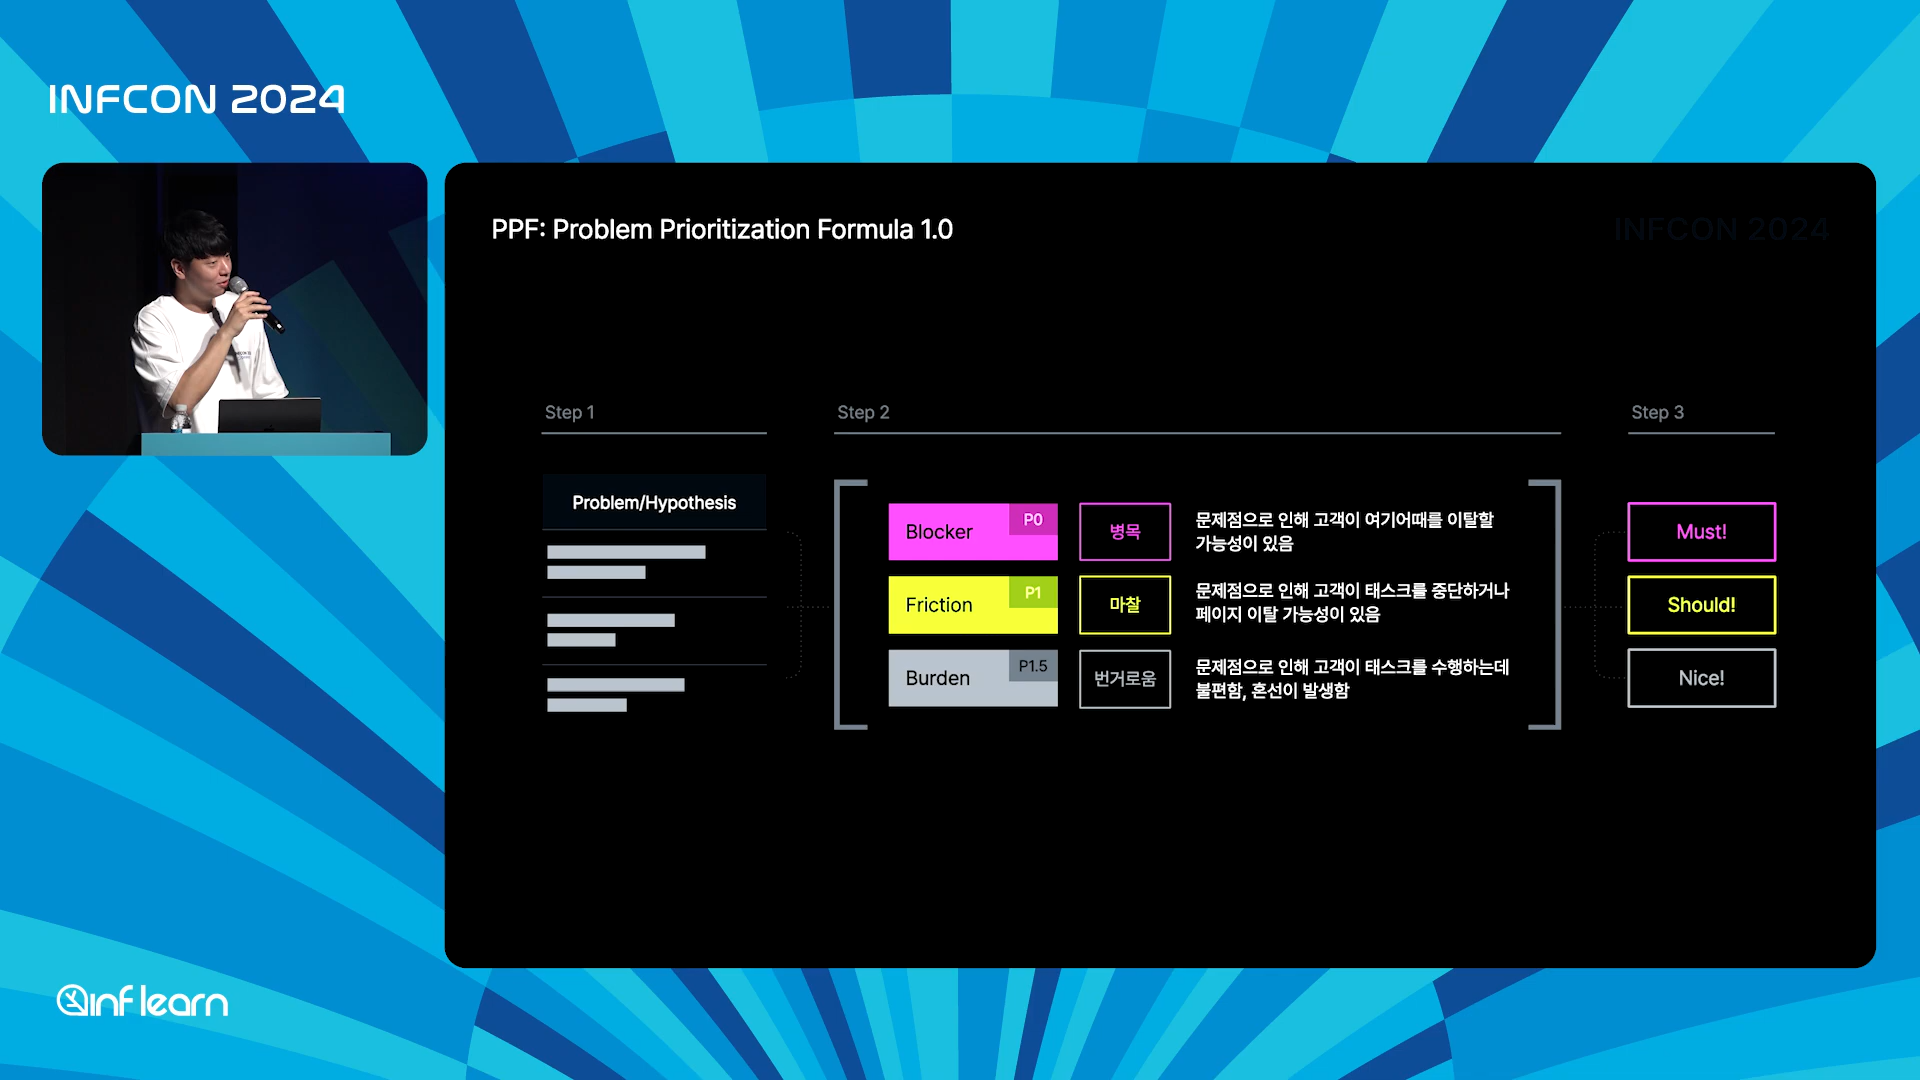 INFCON 2024
PPF: Problem Prioritization Formula 1.0
INFCON 2024
Step 1
Step 2
Step 3
Problem/Hypothesis
Blocker
P0
병목
문제점으로 인해 고객이 여기어때를 이탈할
가능성이 있음
Must!
Friction
P1
마찰
문제점으로 인해 고객이 태스크를 중단하거나
페이지 이탈 가능성이 있음
Should!
Burden
P1.5
번거로움
문제점으로 인해 고객이 태스크를 수행하는데
불편함, 혼선이 발생함
Nice!
inflearn